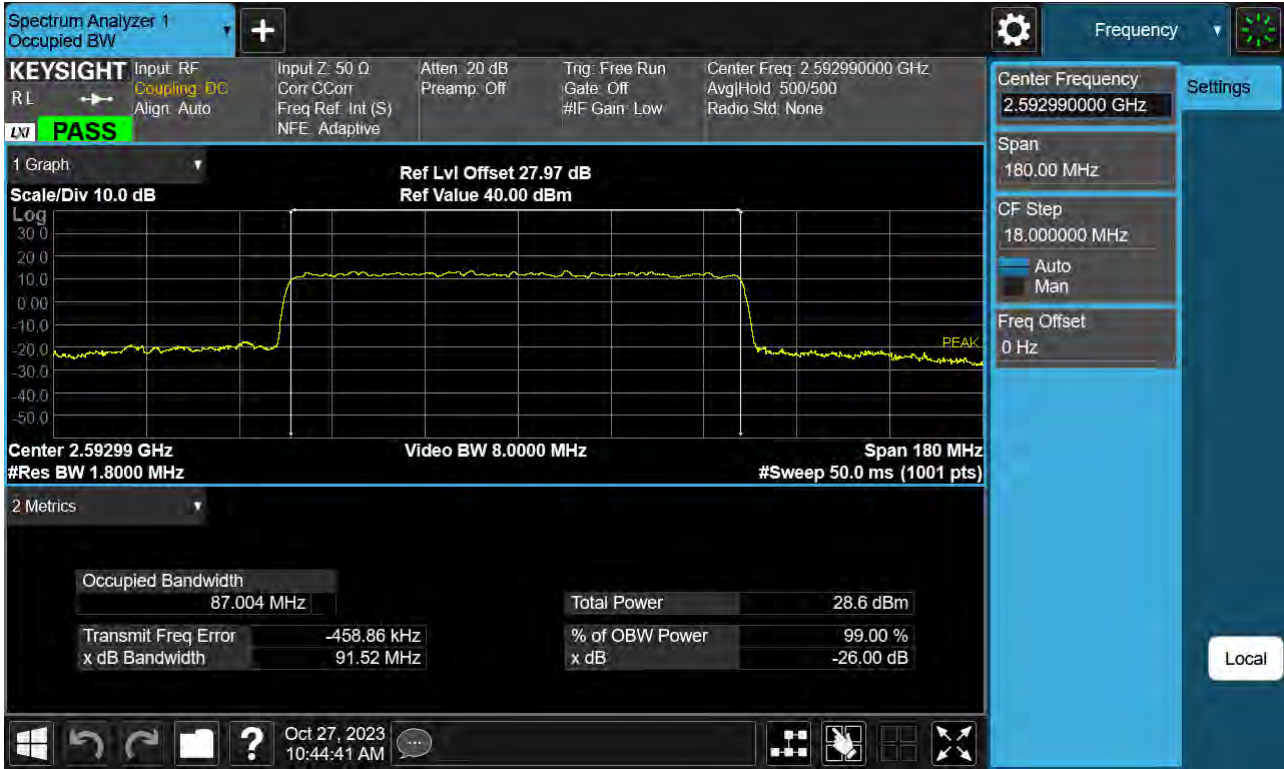 Spectrum Analyzer 1
Occupied BW
+
Frequency
KEYSIGHT
R L
LXI PASS
Input: RF
Coupling: DC
Align: Auto
Input Z: 50 Ω
Corr CCorr
Freq Ref: Int (S)
NFE: Adaptive
Atten: 20 dB
Preamp: Off
Trig: Free Run
Gate: Off
#IF Gain: Low
Center Freq: 2.592990000 GHz
Avg|Hold: 500/500
Radio Std: None
Center Frequency
2.592990000 GHz
Settings
Span
180.00 MHz
CF Step
18.000000 MHz
Auto
Man
Freq Offset
0 Hz
1 Graph
Ref Lvl Offset 27.97 dB
Scale/Div 10.0 dB
Ref Value 40.00 dBm
Log
30.0
20.0
10.0
0.00
-10.0
-20.0
-30.0
-40.0
-50.0
PEAK
Center 2.59299 GHz
Video BW 8.0000 MHz
Span 180 MHz
#Res BW 1.8000 MHz
#Sweep 50.0 ms (1001 pts)
2 Metrics
Occupied Bandwidth
87.004 MHz
Total Power 28.6 dBm
Transmit Freq Error -458.86 kHz
% of OBW Power 99.00 %
x dB Bandwidth 91.52 MHz
x dB -26.00 dB
Local
?
Oct 27, 2023
10:44:41 AM